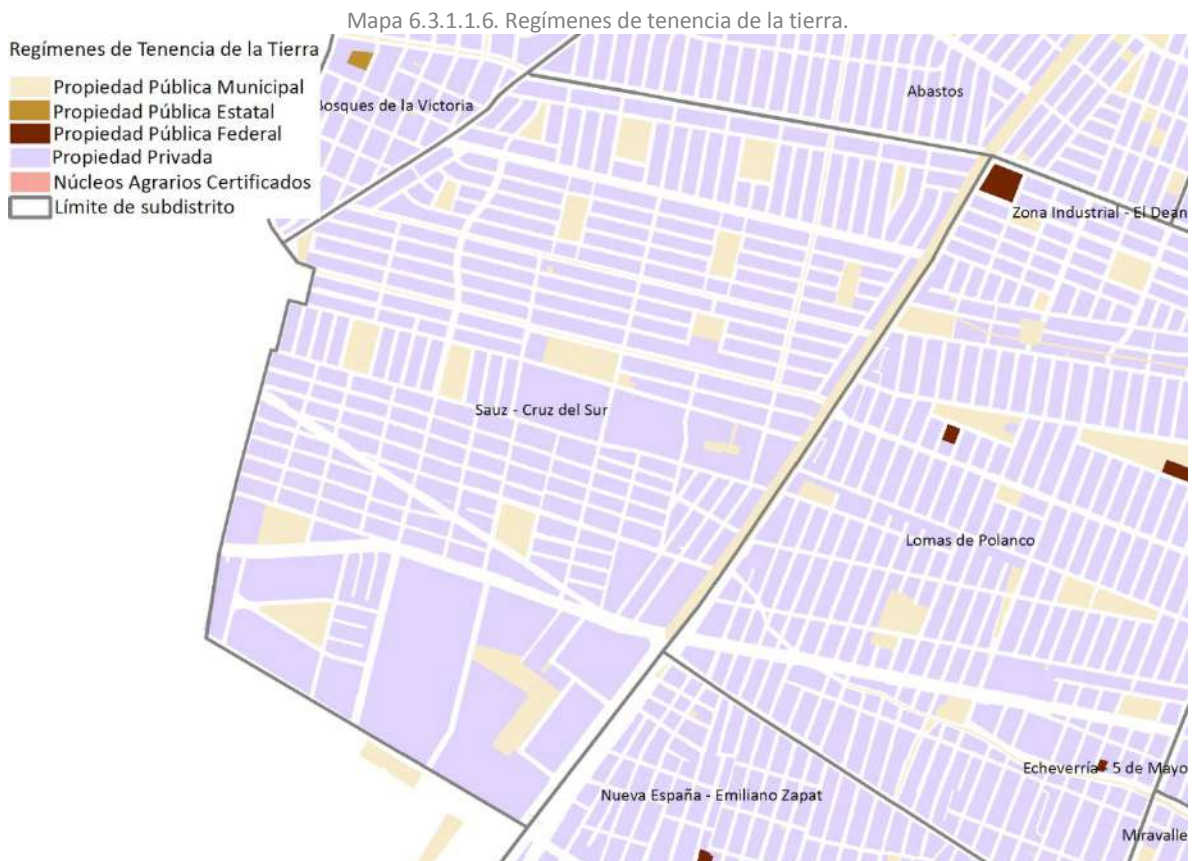 Mapa 6.3.1.1.6. Regímenes de tenencia de la tierra.
Regímenes de Tenencia de la Tierra
Propiedad Pública Municipal
Propiedad Pública Estatal
Propiedad Pública Federal
Propiedad Privada
Núcleos Agrarios Certificados
Límite de subdistrito
Bosques de la Victoria
Abastos
Zona Industrial - El Dean
Sauz - Cruz del Sur
Lomas de Polanco
Echeverría - 5 de Mayo
Nueva España - Emiliano Zapat
Miravalle